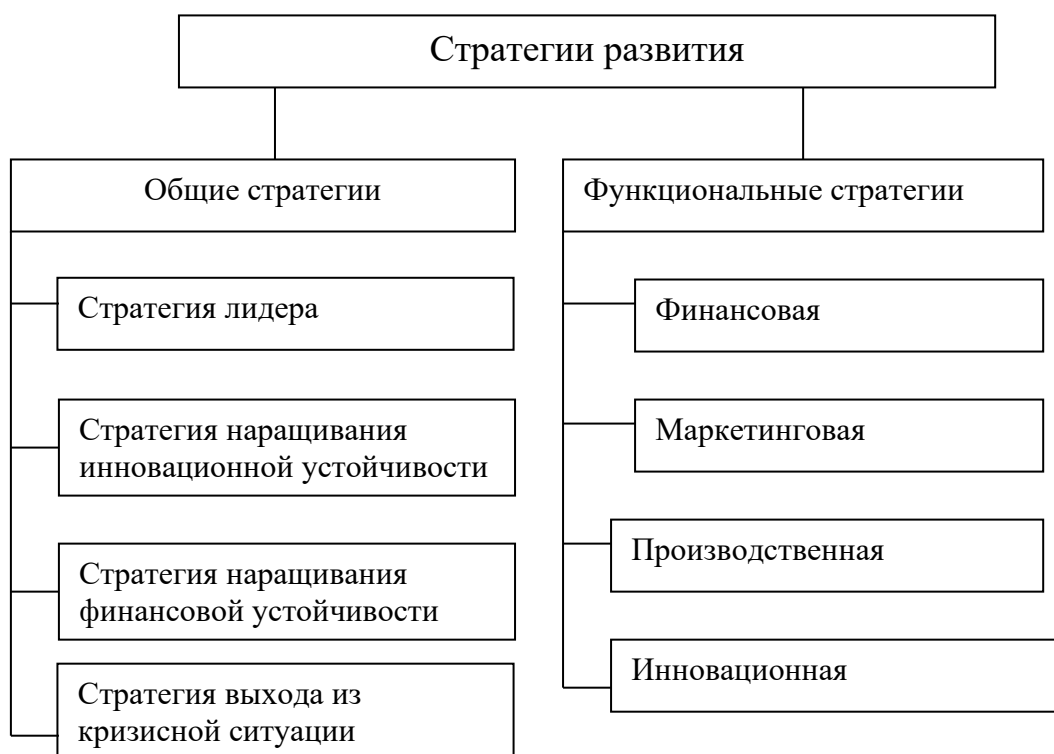 Стратегии развития
Общие стратегии
Стратегия лидера
Стратегия наращивания
инновационной устойчивости
Стратегия наращивания
финансовой устойчивости
Стратегия выхода из
кризисной ситуации
Функциональные стратегии
Финансовая
Маркетинговая
Производственная
Инновационная